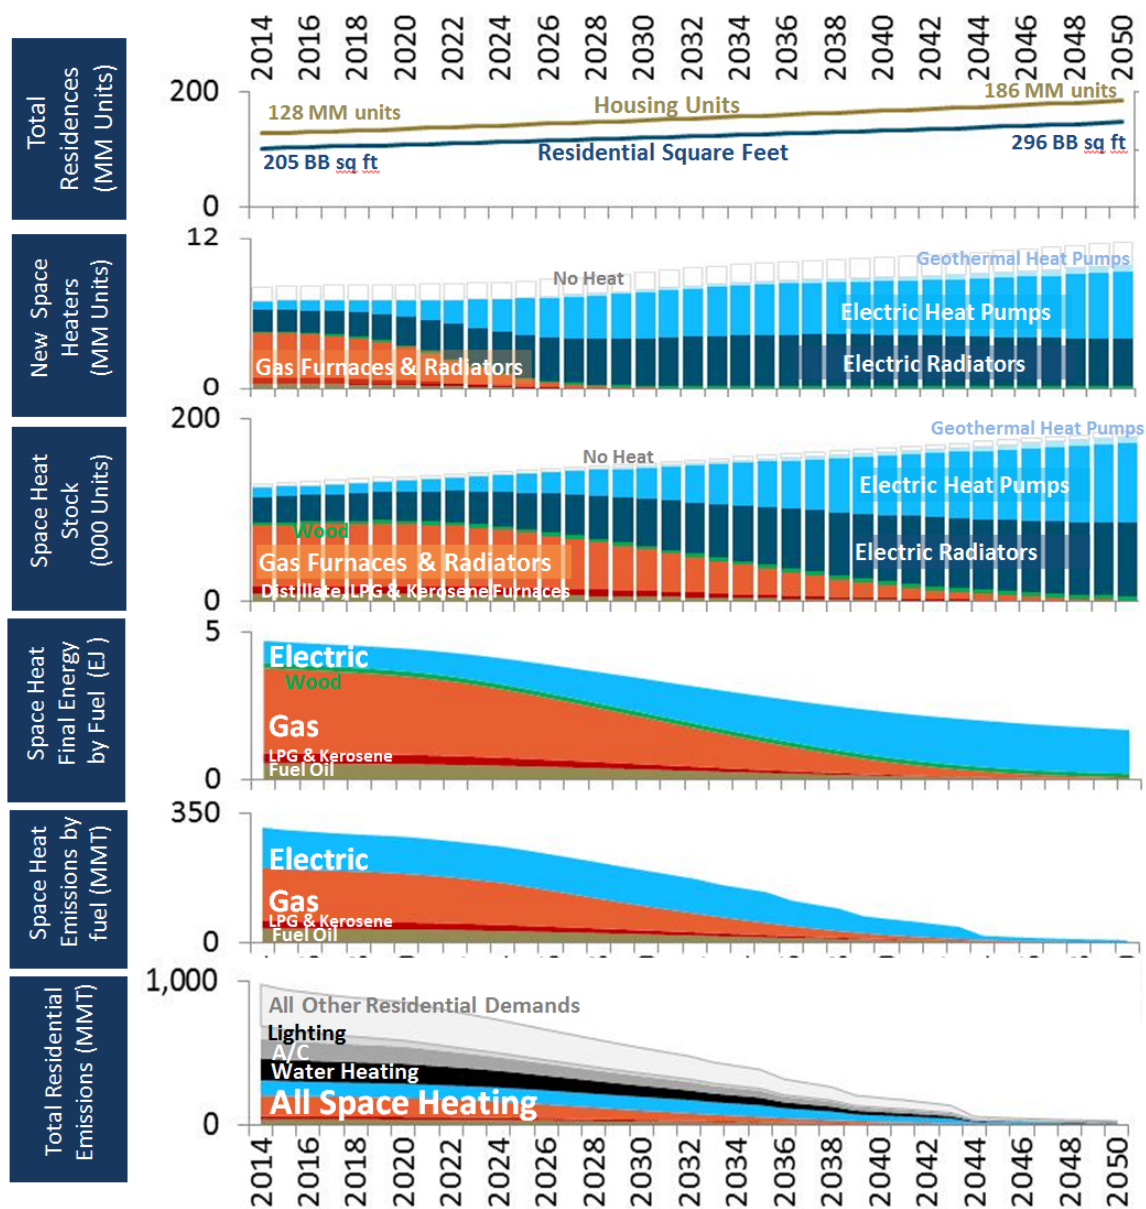 2014 2016 2018 2020 2022 2024 2026 2028 2030 2032 2034 2036 2038 2040 2042 2044 2046 2048 2050
Total
Residences
(MM Units)
200
0
128 MM units
Housing Units
186 MM units
205 BB sq ft
Residential Square Feet
296 BB sq ft
New Space
Heaters
(MM Units)
12
0
No Heat
Geothermal Heat Pumps
Electric Heat Pumps
Gas Furnaces & Radiators
Electric Radiators
Space Heat
Stock
(000 Units)
200
0
No Heat
Geothermal Heat Pumps
Electric Heat Pumps
Wood
Gas Furnaces & Radiators
Electric Radiators
Distillate, LPG & Kerosene Furnaces
Space Heat
Final Energy
by Fuel (EJ)
5
0
Electric
Wood
Gas
LPG & Kerosene
Fuel Oil
Space Heat
Emissions by
fuel (MMT)
350
0
Electric
Gas
LPG & Kerosene
Fuel Oil
Total Residential
Emissions (MMT)
1,000
0
All Other Residential Demands
Lighting
A/C
Water Heating
All Space Heating
2014 2016 2018 2020 2022 2024 2026 2028 2030 2032 2034 2036 2038 2040 2042 2044 2046 2048 2050